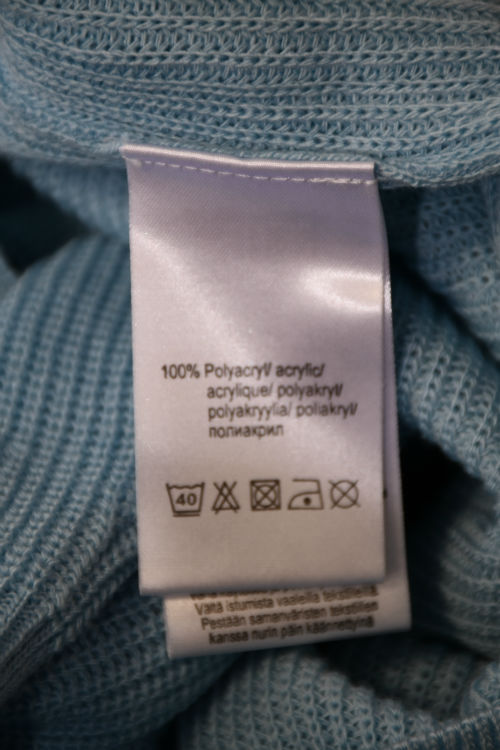 100% Polyacryl/ acrylic/
acrylique/ polyakryl/
polyakryylia/ poliakryl/
полиакрил
40
Vältä istumista vaaleilla tekstiileillä
Pestään samanväristen tekstiilien
kanssa nurin päin käännettynä